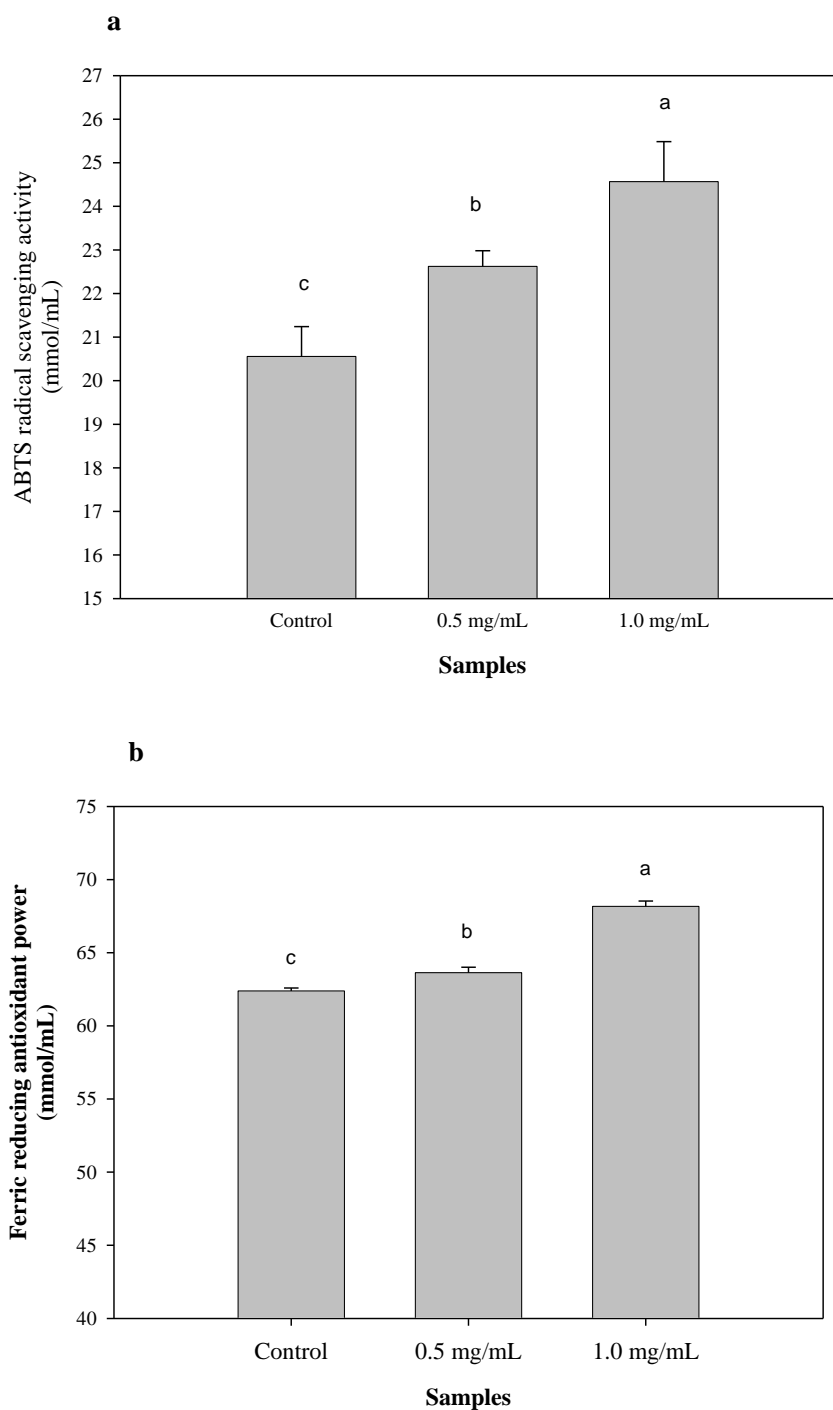 a
ABTS radical scavenging activity
(mmol/mL)
27
26
25
24
23
22
21
20
19
18
17
16
15
c
b
a
Control 0.5 mg/mL 1.0 mg/mL
Samples
b
Ferric reducing antioxidant power
(mmol/mL)
75
70
65
60
55
50
45
40
c
b
a
Control 0.5 mg/mL 1.0 mg/mL
Samples